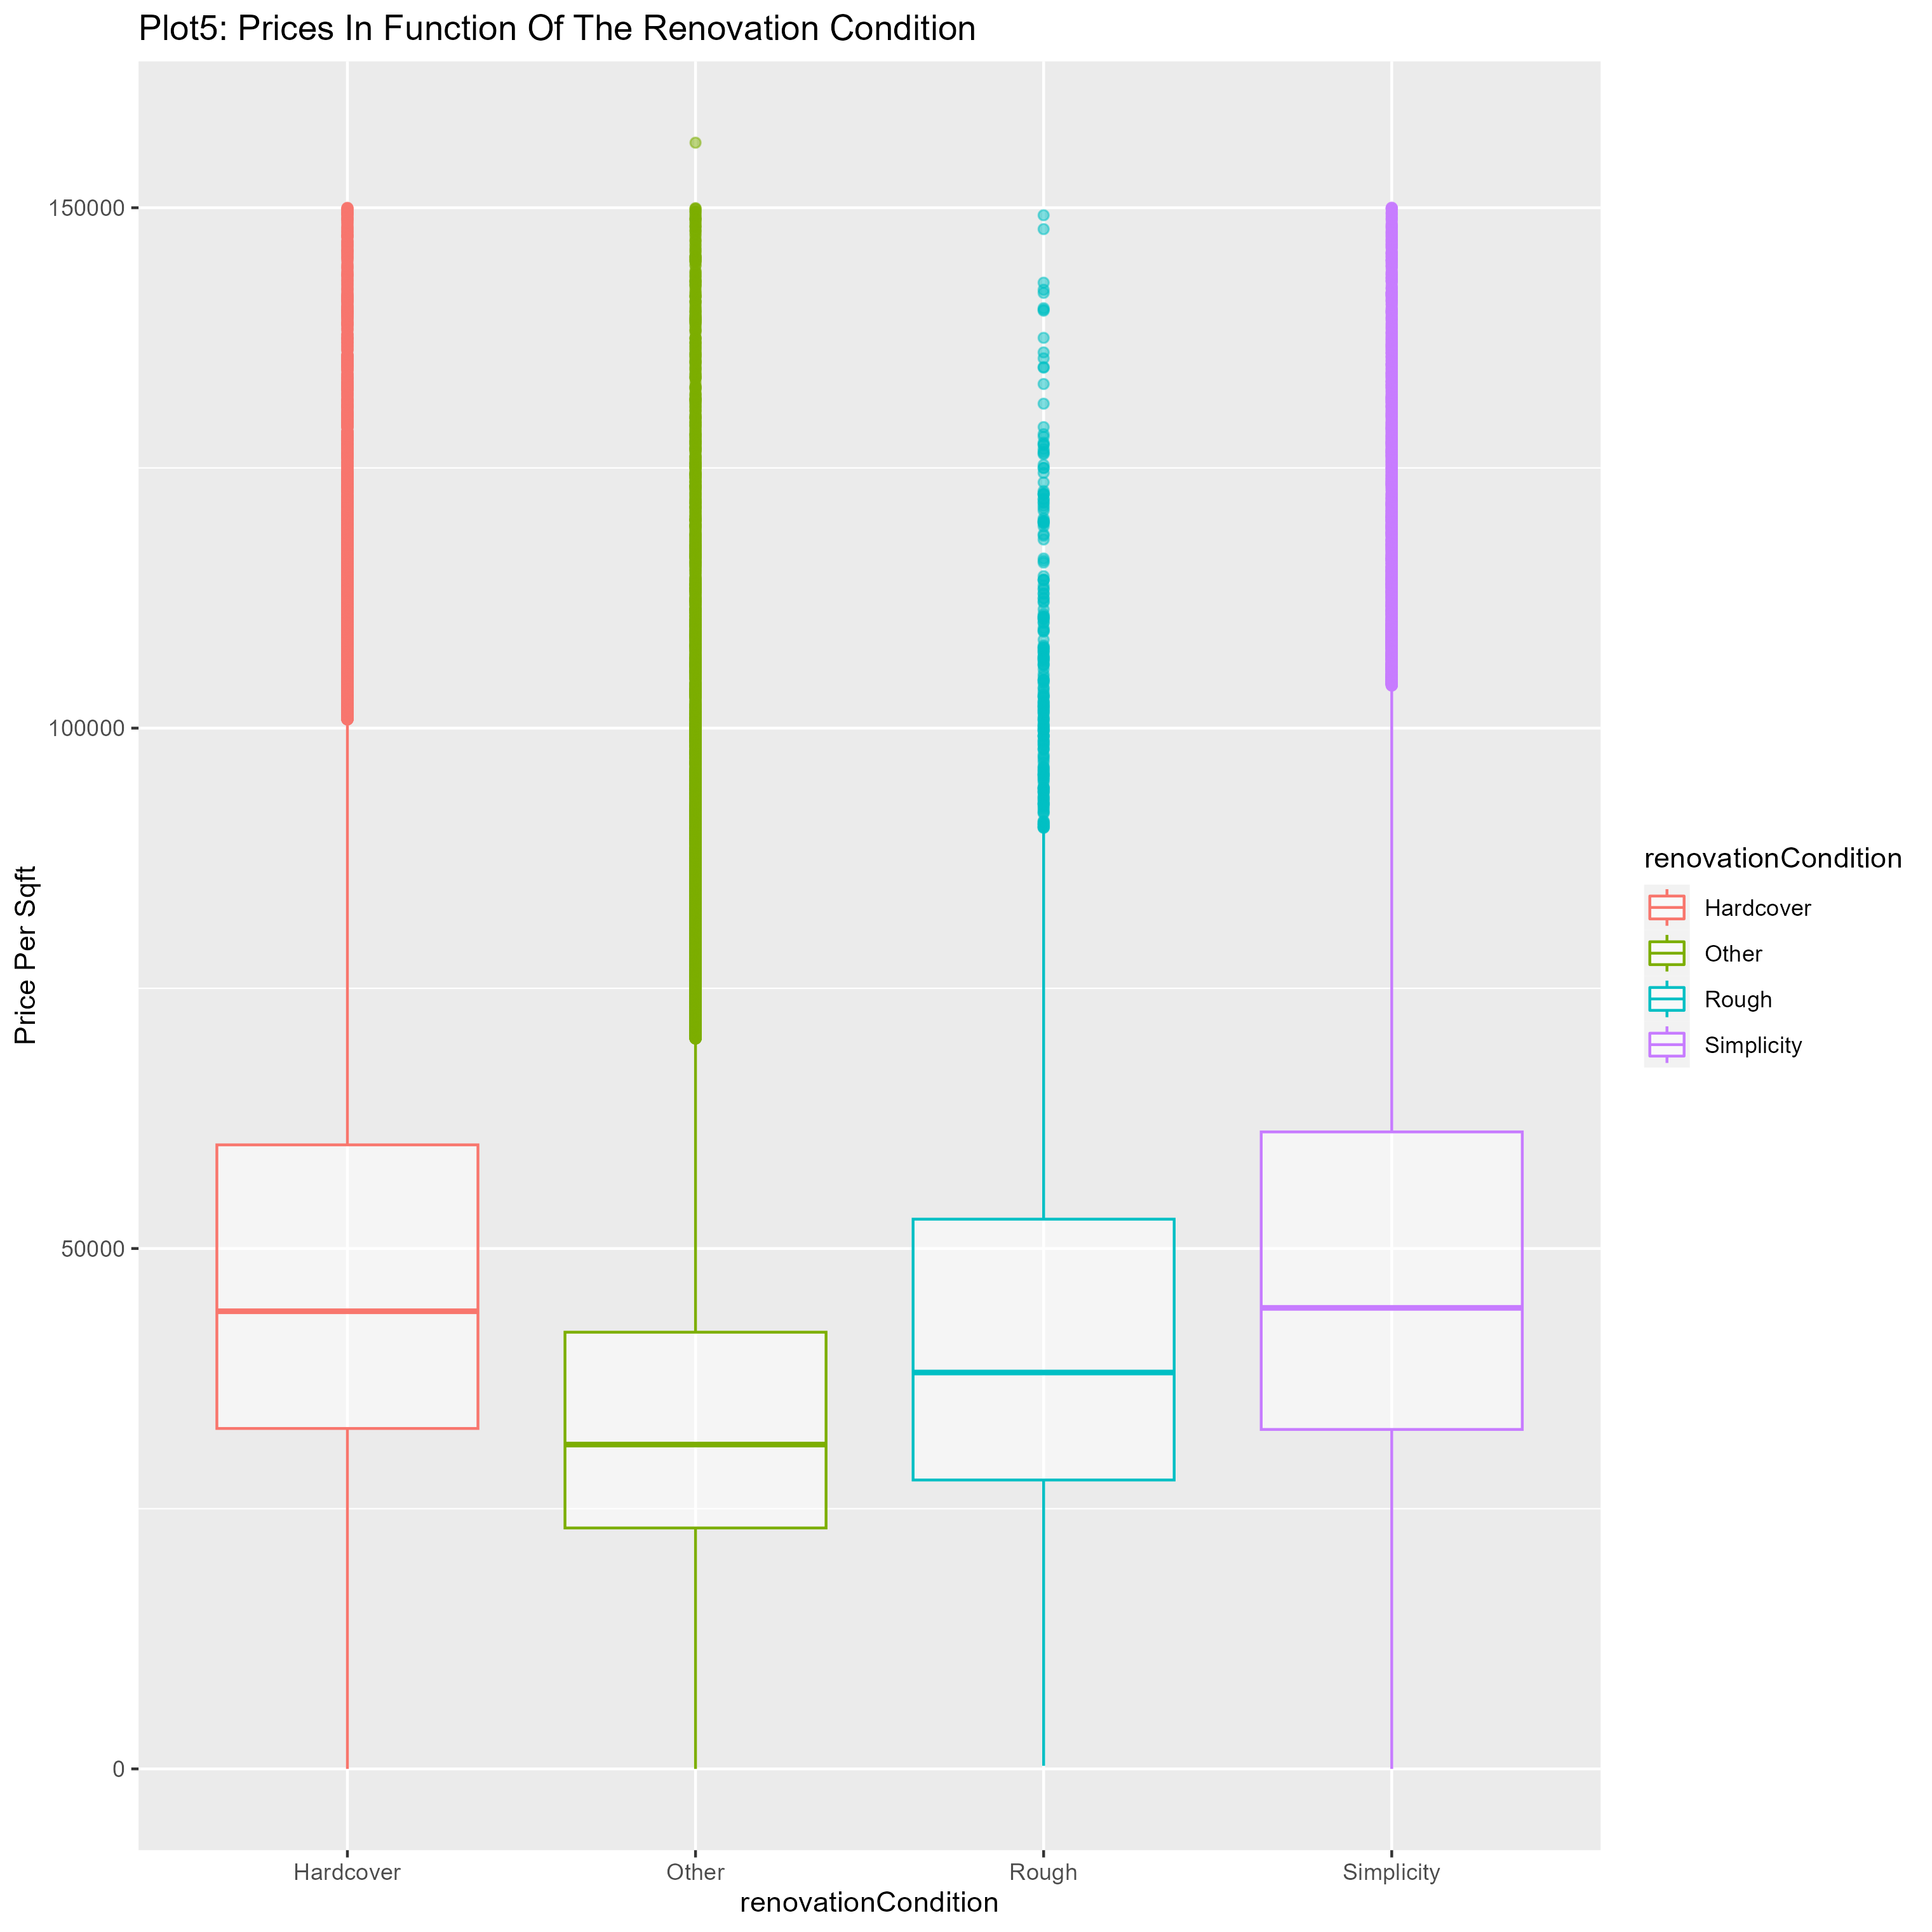 Plot5: Prices In Function Of The Renovation Condition
150000
100000
50000
0
Price Per Sqft
Hardcover
Other
Rough
Simplicity
renovationCondition
renovationCondition
Hardcover
Other
Rough
Simplicity